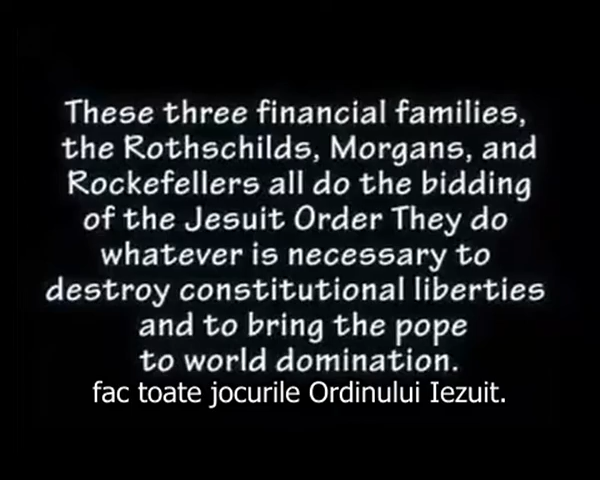 These three financial families,
the Rothschilds, Morgans, and
Rockefellers all do the bidding
of the Jesuit Order They do
whatever is necessary to
destroy constitutional liberties
and to bring the pope
to world domination.
fac toate jocurile Ordinului Iezuit.